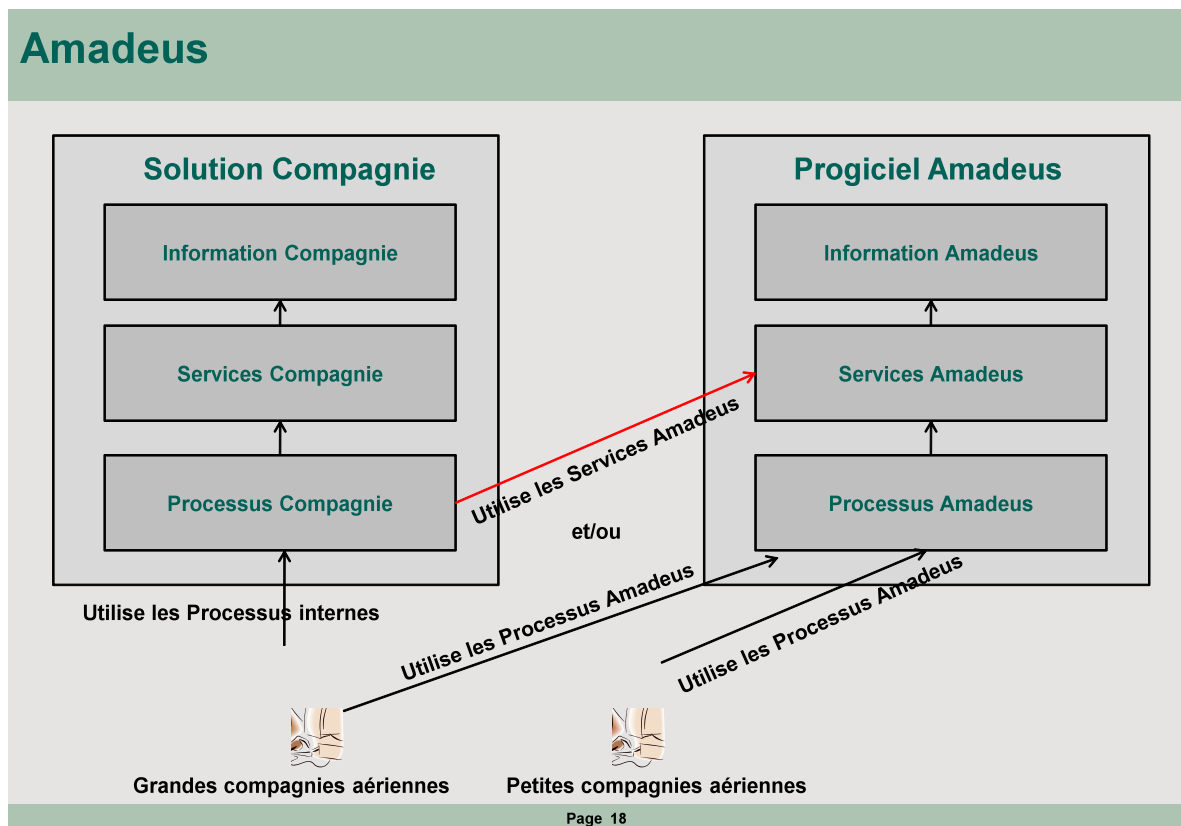 Amadeus
Solution Compagnie
Information Compagnie
Services Compagnie
Processus Compagnie
Utilise les Processus internes
Progiciel Amadeus
Information Amadeus
Services Amadeus
Processus Amadeus
Utilise les Services Amadeus
et/ou
Utilise les Processus Amadeus
Utilise les Processus Amadeus
Grandes compagnies aériennes
Petites compagnies aériennes
Page 18